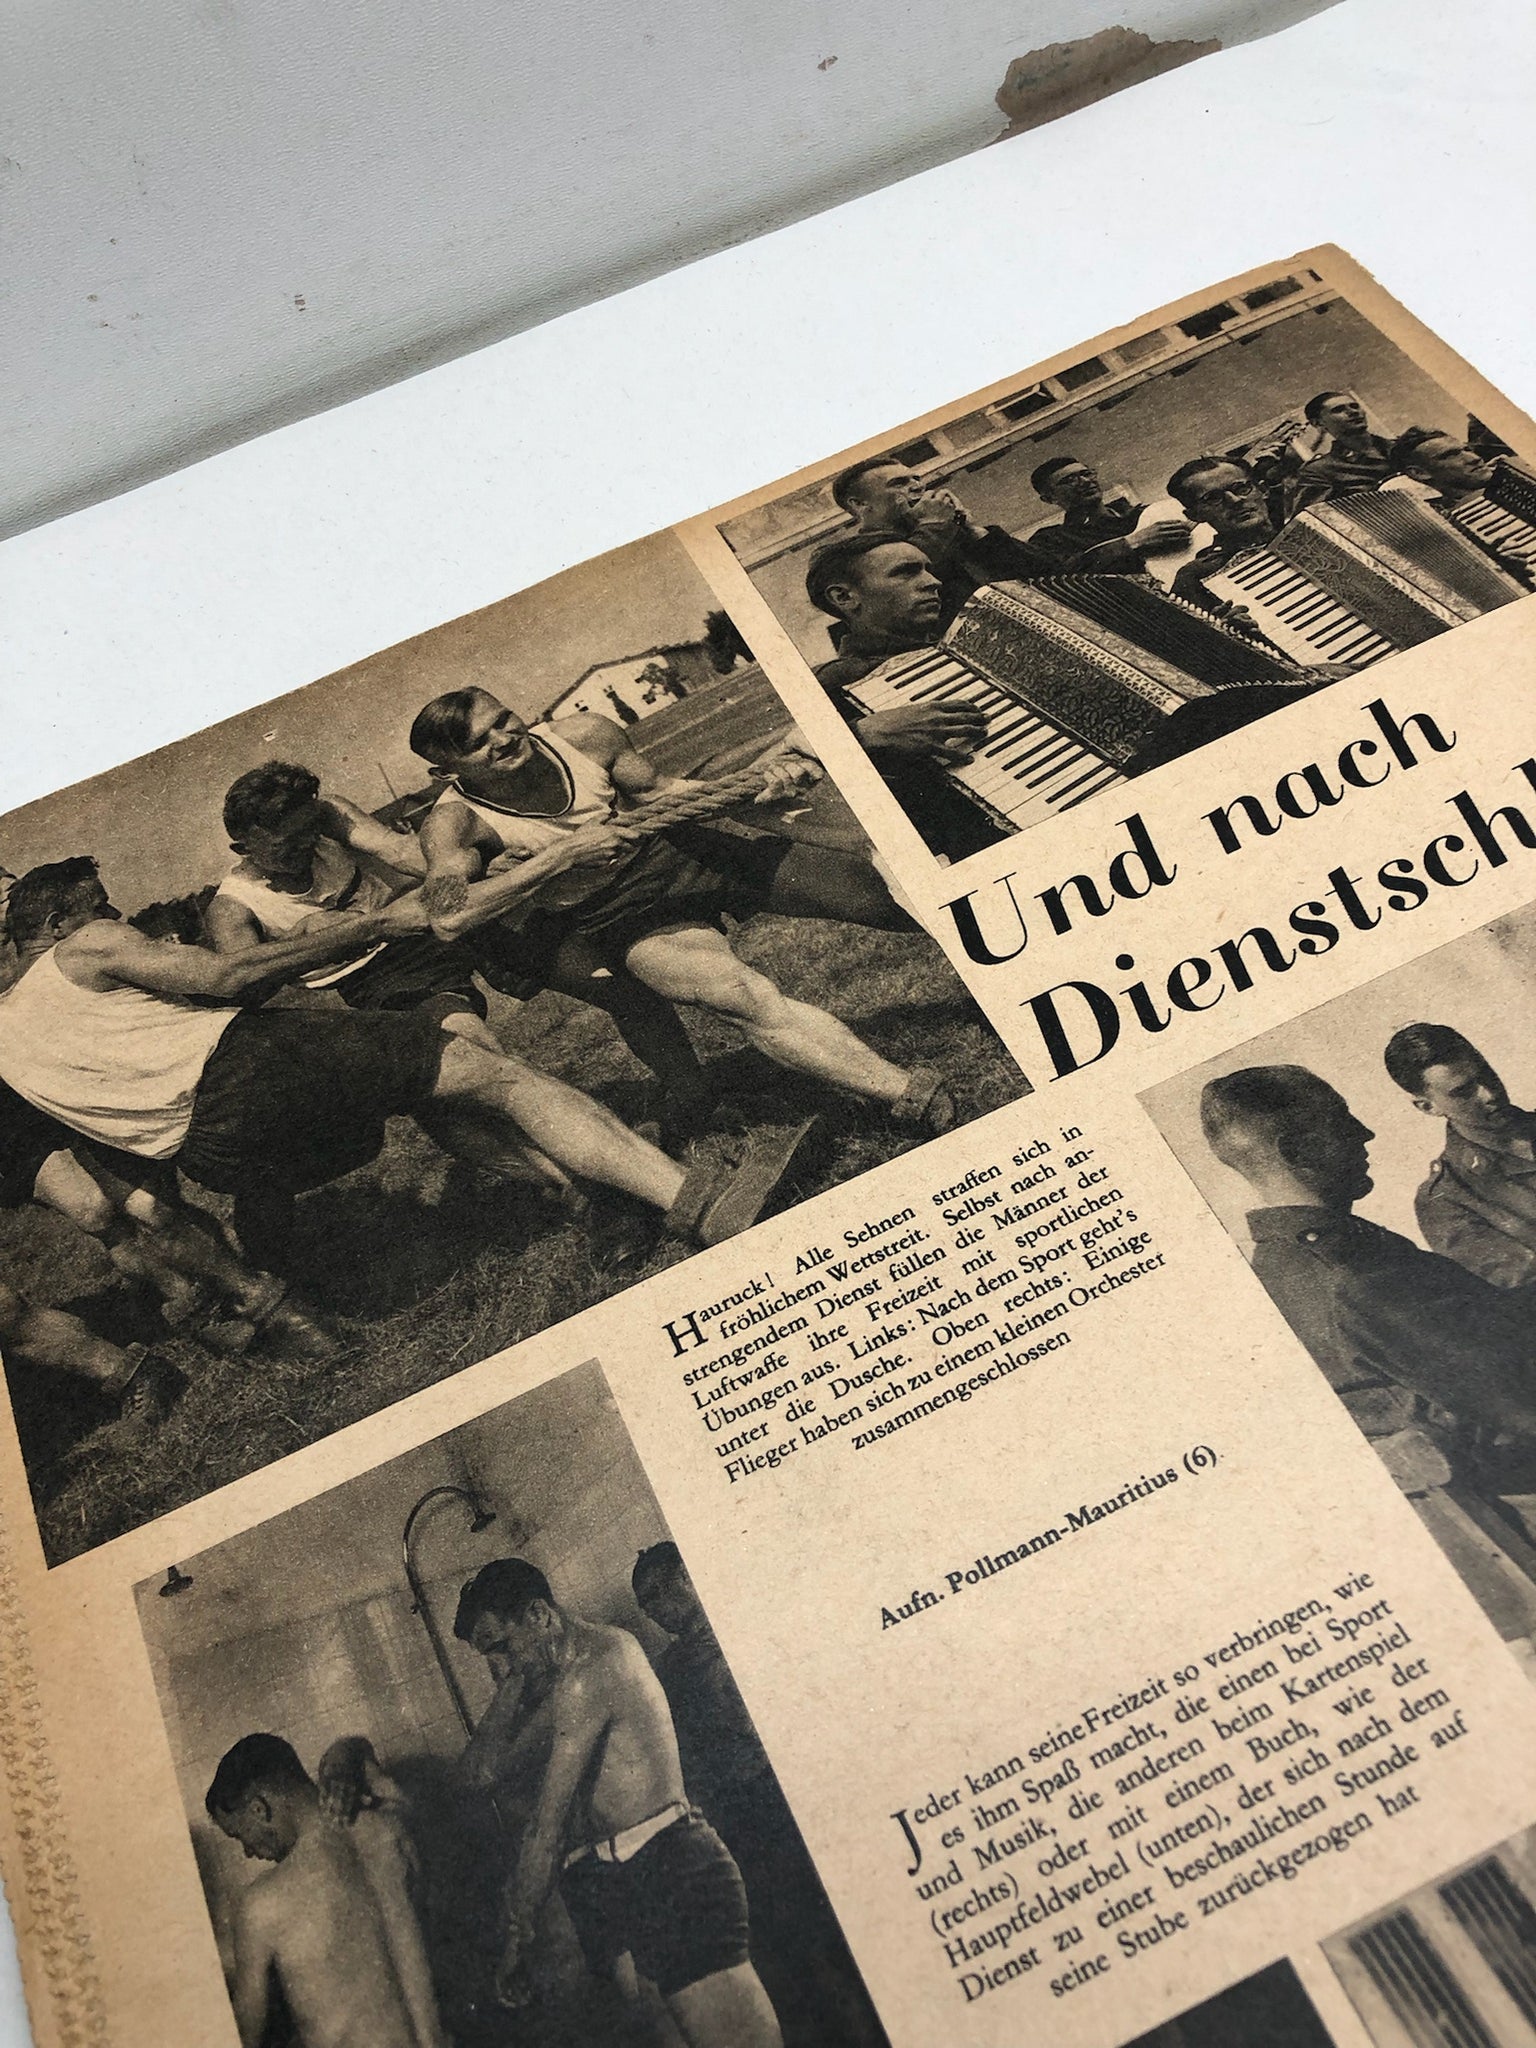 Und nach
Dienstsch
Hauruck! Alle Sehnen straffen sich in
fröhlichem Wettstreit. Selbst nach an-
strengendem Dienst füllen die Männer der
Luftwaffe ihre Freizeit mit sportlichen
Übungen aus. Links: Nach dem Sport geht's
unter die Dusche. Oben rechts: Einige
Flieger haben sich zu einem kleinen Orchester
zusammengeschlossen
Aufn. Pollmann-Mauritius (6)
Jeder kann seine Freizeit so verbringen, wie
es ihm Spaß macht, die einen bei Sport
und Musik, die anderen beim Kartenspiel
(rechts) oder mit einem Buch, wie der
Hauptfeldwebel (unten), der sich nach dem
Dienst zu einer beschaulichen Stunde auf
seine Stube zurückgezogen hat